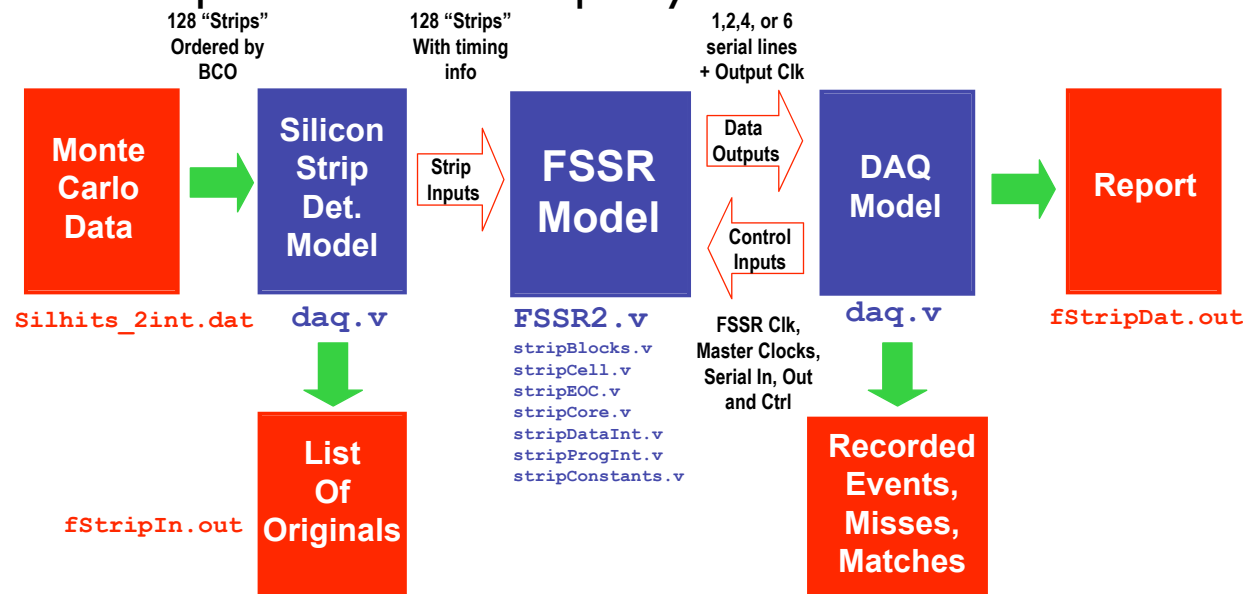 128 “Strips”
Ordered by
BCO
128 “Strips”
With timing
info
1,2,4, or 6
serial lines
+ Output Clk
Monte
Carlo
Data
Silicon
Strip
Det.
Model
Strip
Inputs
FSSR
Model
Data
Outputs
Control
Inputs
DAQ
Model
Report
Silhits_2int.dat
daq.v
FSSR2.v
stripBlocks.v
stripCell.v
stripEOC.v
stripCore.v
stripDataInt.v
stripProgInt.v
stripConstants.v
FSSR Clk,
Master Clocks,
Serial In, Out
and Ctrl
daq.v
fStripDat.out
fStripIn.out
List
Of
Originals
Recorded
Events,
Misses,
Matches